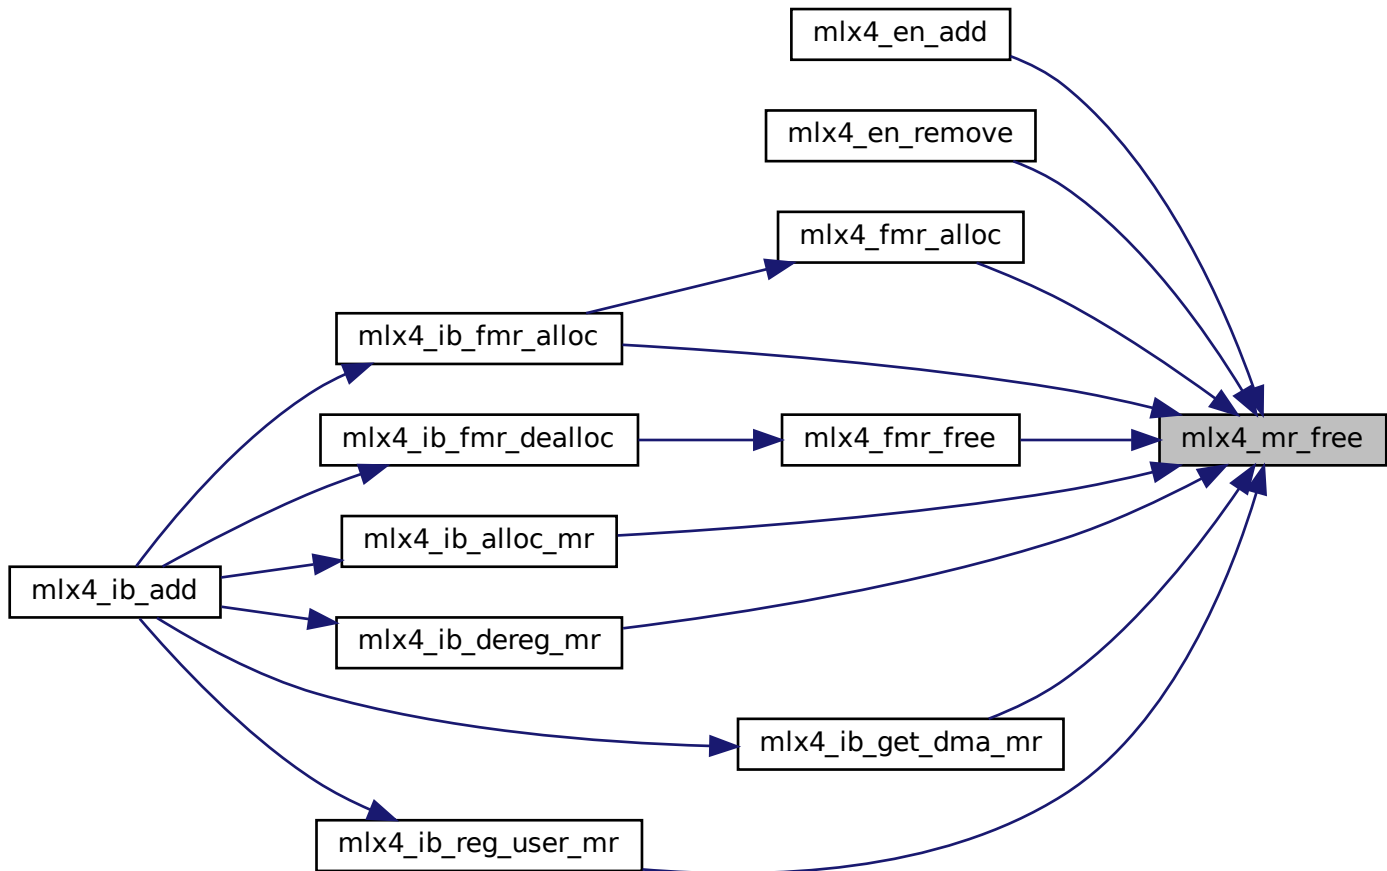 mlx4_en_add
mlx4_en_remove
mlx4_fmr_alloc
mlx4_ib_fmr_alloc
mlx4_ib_fmr_dealloc
mlx4_fmr_free
mlx4_mr_free
mlx4_ib_alloc_mr
mlx4_ib_add
mlx4_ib_dereg_mr
mlx4_ib_get_dma_mr
mlx4_ib_reg_user_mr